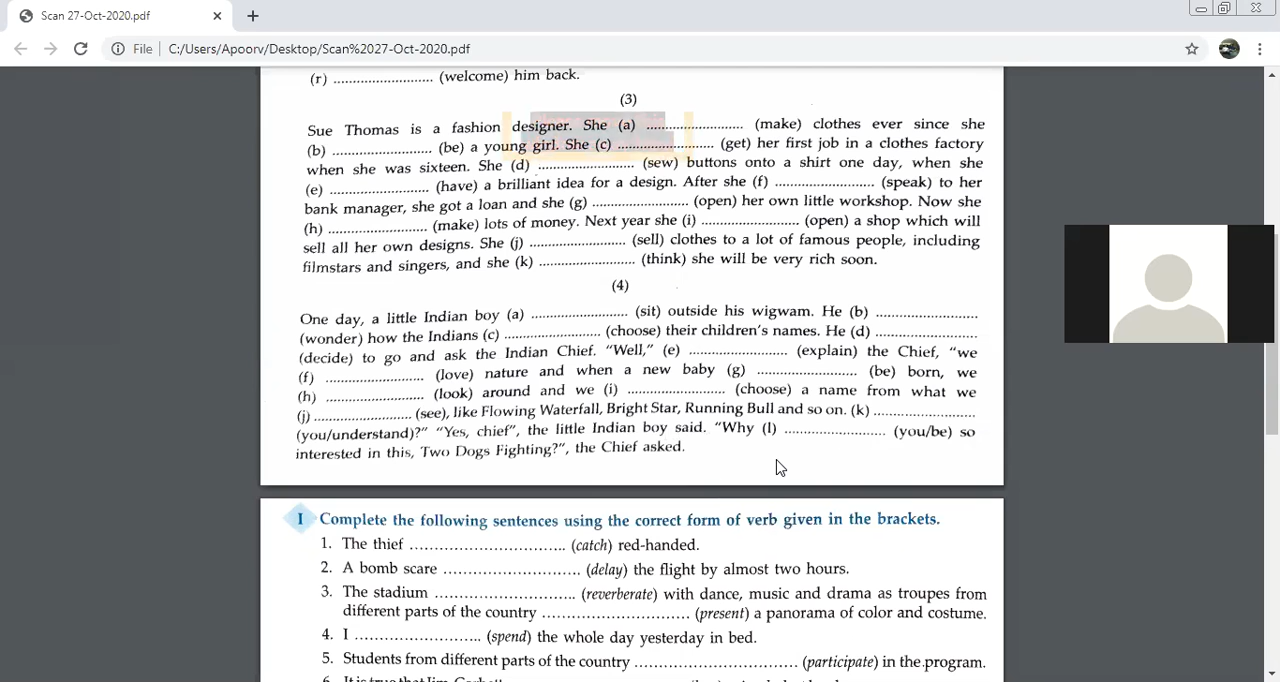 Scan 27-Oct-2020.pdf
File C:/Users/Apoorv/Desktop/Scan%2027-Oct-2020.pdf
(r) ......................... (welcome) him back.
(3)
Sue Thomas is a fashion designer. She (a) ........................ (make) clothes ever since she
(b) ......................... (be) a young girl. She (c) ........................ (get) her first job in a clothes factory
when she was sixteen. She (d) ........................ (sew) buttons onto a shirt one day, when she
(e) ......................... (have) a brilliant idea for a design. After she (f) ......................... (speak) to her
bank manager, she got a loan and she (g) ........................ (open) her own little workshop. Now she
(h) ......................... (make) lots of money. Next year she (i) ......................... (open) a shop which will
sell all her own designs. She (j) ........................ (sell) clothes to a lot of famous people, including
filmstars and singers, and she (k) ........................ (think) she will be very rich soon.
(4)
One day, a little Indian boy (a) ........................ (sit) outside his wigwam. He (b) .........................
(wonder) how the Indians (c) ........................ (choose) their children's names. He (d) .........................
(decide) to go and ask the Indian Chief. "Well," (e) ......................... (explain) the Chief, "we
(f) ......................... (love) nature and when a new baby (g) ......................... (be) born, we
(h) ......................... (look) around and we (i) ......................... (choose) a name from what we
(j) ......................... (see), like Flowing Waterfall, Bright Star, Running Bull and so on. (k) .........................
(you/understand)?" "Yes, chief", the little Indian boy said. "Why (l) ......................... (you/be) so
interested in this, Two Dogs Fighting?", the Chief asked.
I Complete the following sentences using the correct form of verb given in the brackets.
1. The thief ................................ (catch) red-handed.
2. A bomb scare ............................ (delay) the flight by almost two hours.
3. The stadium ............................ (reverberate) with dance, music and drama as troupes from
different parts of the country ............................. (present) a panorama of color and costume.
4. I ......................... (spend) the whole day yesterday in bed.
5. Students from different parts of the country ................................ (participate) in the program.